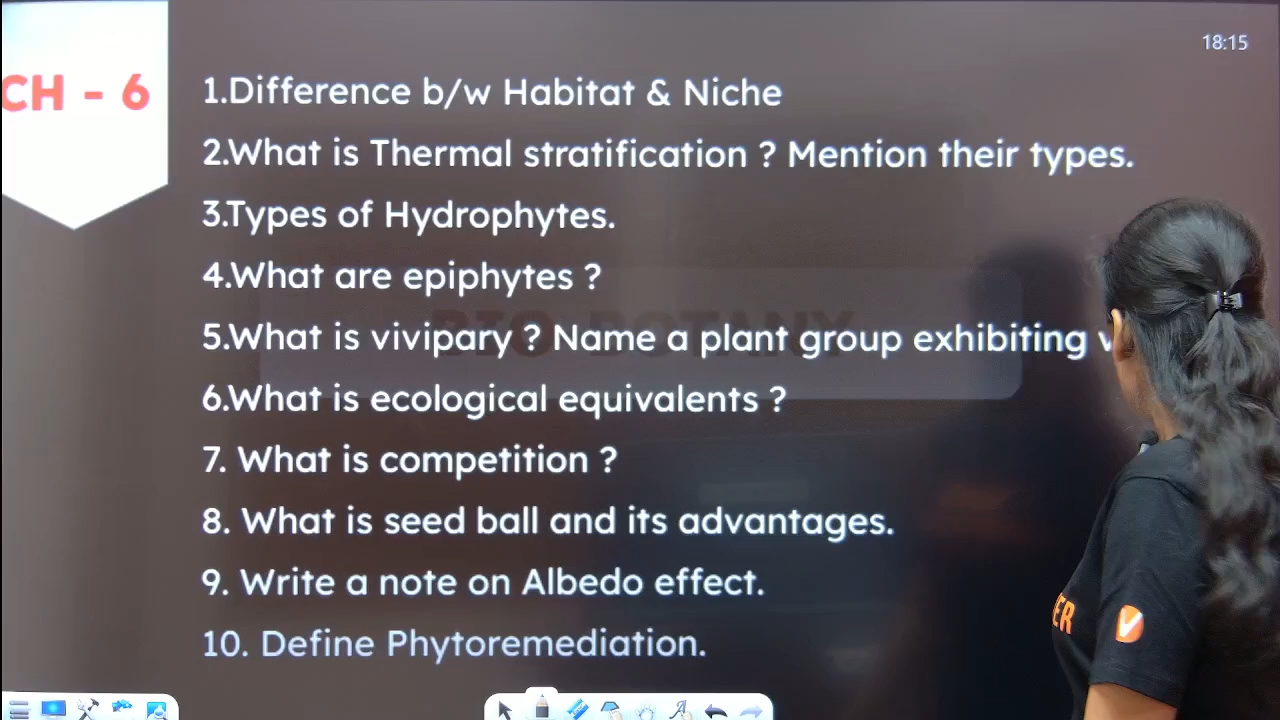 18:15
CH - 6
1.Difference b/w Habitat & Niche
2.What is Thermal stratification ? Mention their types.
3.Types of Hydrophytes.
4.What are epiphytes ?
BIO BOTANY
5.What is vivipary ? Name a plant group exhibiting
6.What is ecological equivalents ?
7. What is competition ?
8. What is seed ball and its advantages.
9. Write a note on Albedo effect.
ER
10. Define Phytoremediation.